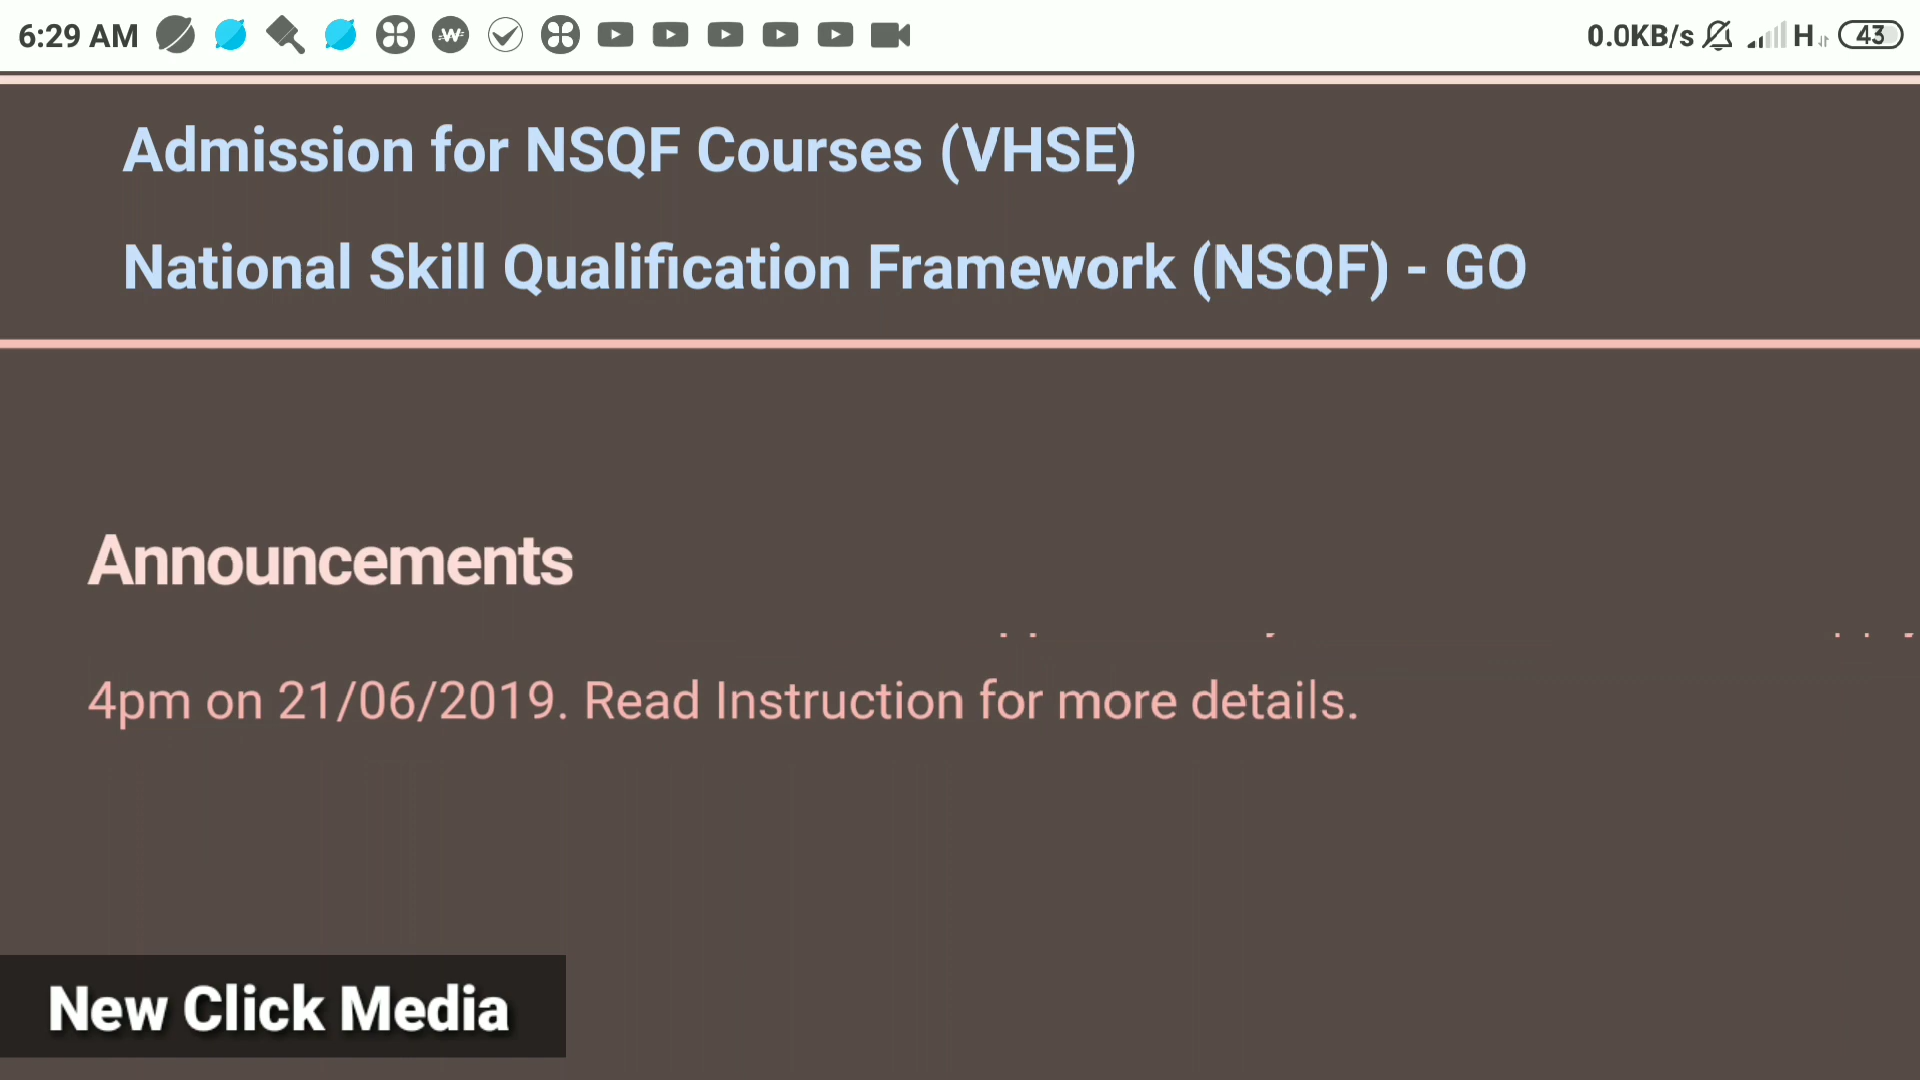 6:29 AM 0.0KB/s H 43
Admission for NSQF Courses (VHSE)
National Skill Qualification Framework (NSQF) - GO
Announcements
4pm on 21/06/2019. Read Instruction for more details.
New Click Media